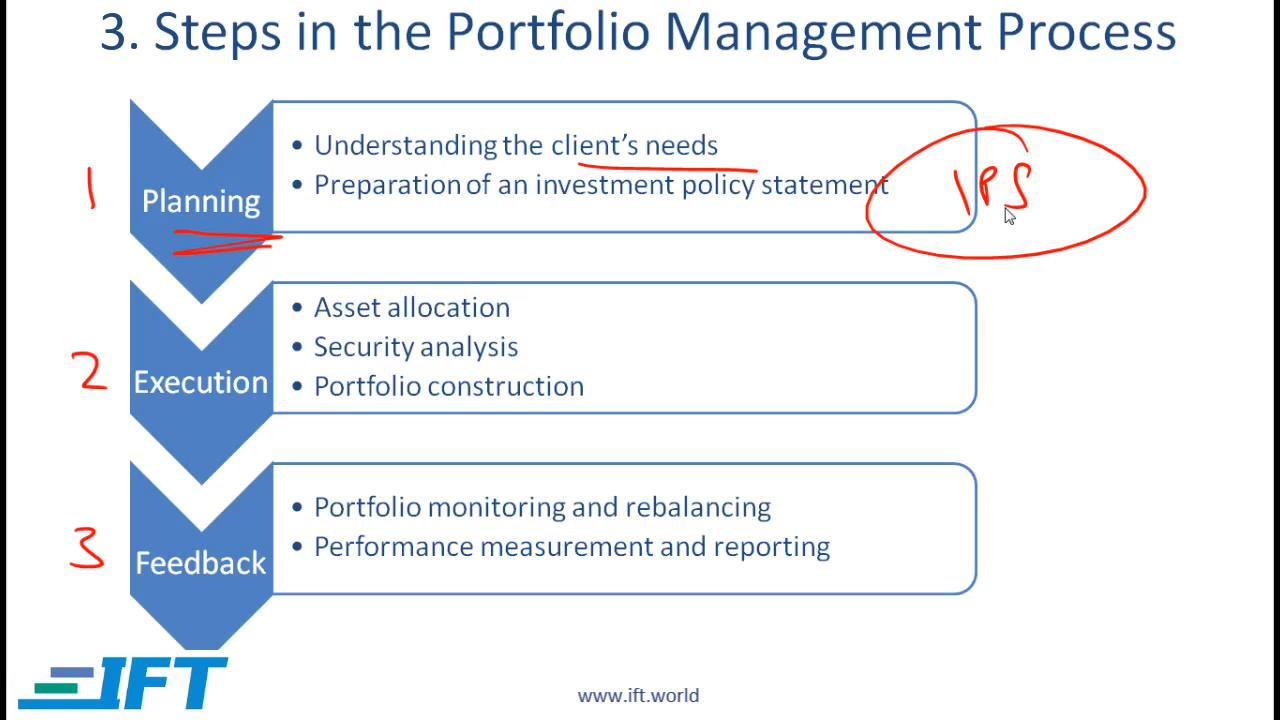 3. Steps in the Portfolio Management Process
1
Planning
• Understanding the client's needs
• Preparation of an investment policy statement
IPS
2
Execution
• Asset allocation
• Security analysis
• Portfolio construction
3
Feedback
• Portfolio monitoring and rebalancing
• Performance measurement and reporting
IFT
www.ift.world